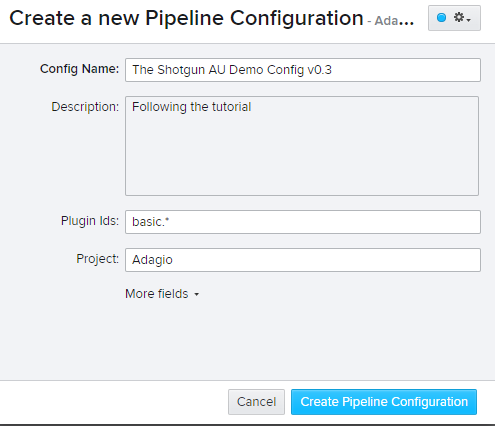 Create a new Pipeline Configuration - Ada...
Config Name: The Shotgun AU Demo Config v0.3
Description: Following the tutorial
Plugin Ids: basic.*
Project: Adagio
More fields
Cancel Create Pipeline Configuration